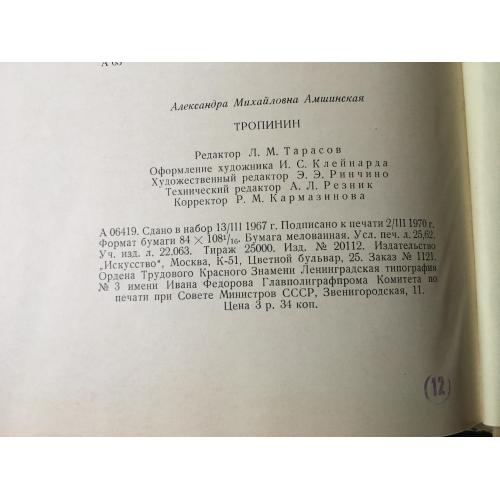 А 63
Александра Михайловна Амшинская
ТРОПИНИН
Редактор Л. М. Тарасов
Оформление художника И. С. Клейнарда
Художественный редактор Э. Э. Ринчино
Технический редактор А. Л. Резник
Корректор Р. М. Кармазинова
А 06419. Сдано в набор 13/III 1967 г. Подписано к печати 2/III 1970 г.
Формат бумаги 84 × 108¹/₁₆. Бумага мелованная. Усл. печ. л. 25,62.
Уч. изд. л. 22.063. Тираж 25000. Изд. № 20112. Издательство
„Искусство", Москва, К-51, Цветной бульвар, 25. Заказ № 1121.
Ордена Трудового Красного Знамени Ленинградская типография
№ 3 имени Ивана Федорова Главполиграфпрома Комитета по
печати при Совете Министров СССР, Звенигородская, 11.
Цена 3 р. 34 коп.
(12)